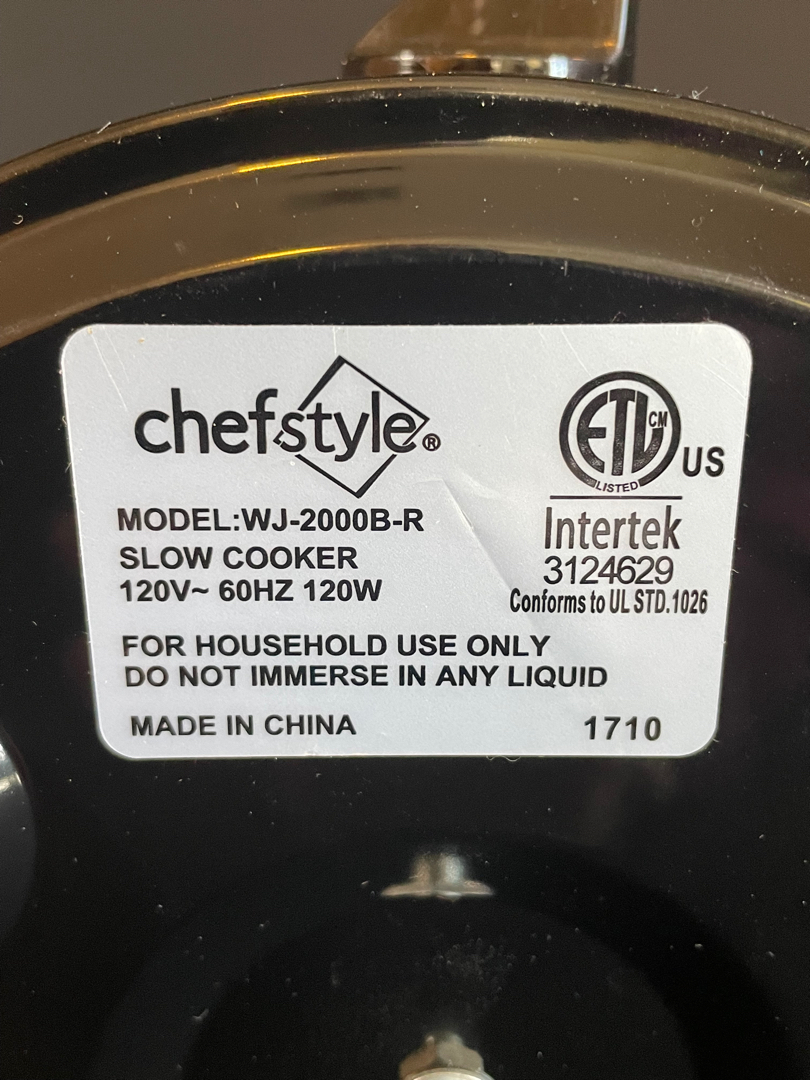 chefstyle®
MODEL:WJ-2000B-R
SLOW COOKER
120V~ 60HZ 120W
FOR HOUSEHOLD USE ONLY
DO NOT IMMERSE IN ANY LIQUID
MADE IN CHINA
ETL CM
LISTED
US
Intertek
3124629
Conforms to UL STD.1026
1710